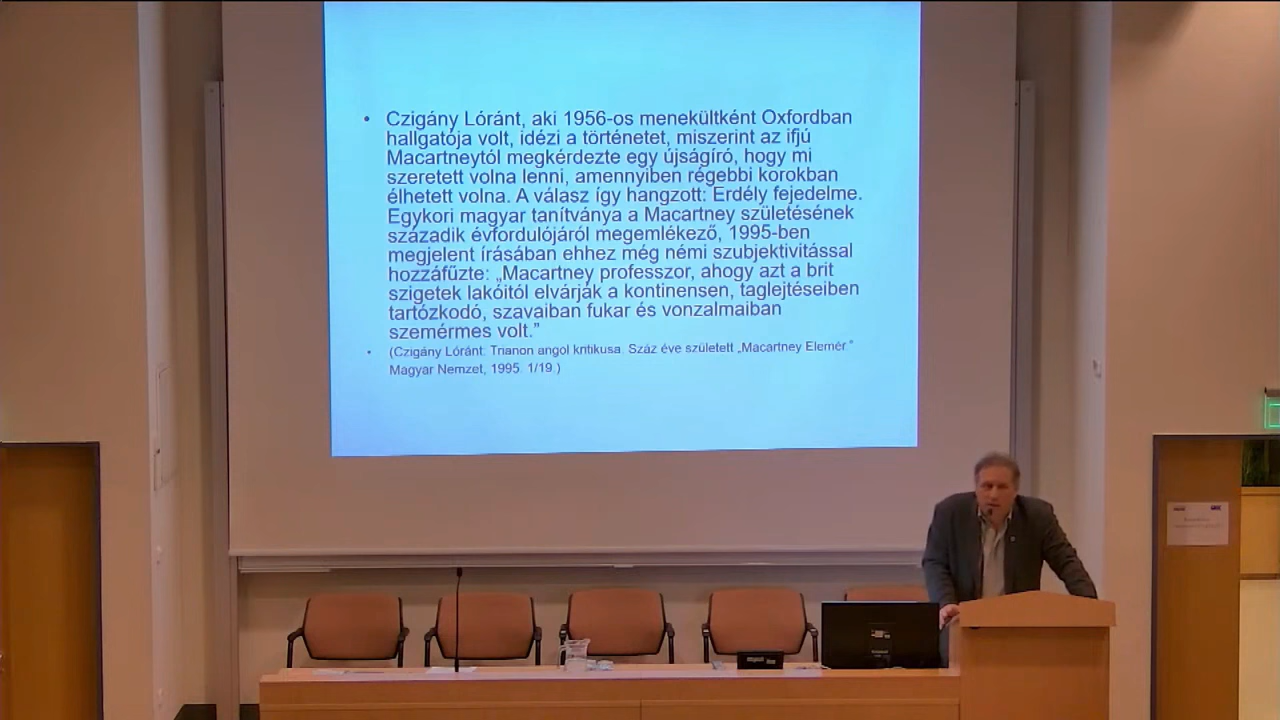 • Czigány Lóránt, aki 1956-os menekültként Oxfordban
hallgatója volt, idézi a történetet, miszerint az ifjú
Macartneytól megkérdezte egy újságíró, hogy mi
szeretett volna lenni, amennyiben régebbi korokban
élhetett volna. A válasz így hangzott: Erdély fejedelme.
Egykori magyar tanítványa a Macartney születésének
századik évfordulójáról megemlékező, 1995-ben
megjelent írásában ehhez még némi szubjektivitással
hozzáfűzte: „Macartney professzor, ahogy azt a brit
szigetek lakóitól elvárják a kontinensen, taglejtéseiben
tartózkodó, szavaiban fukar és vonzalmaiban
szemérmes volt.”
• (Czigány Lóránt: Trianon angol kritikusa. Száz éve született „Macartney Elemér.”
Magyar Nemzet, 1995. 1/19.)